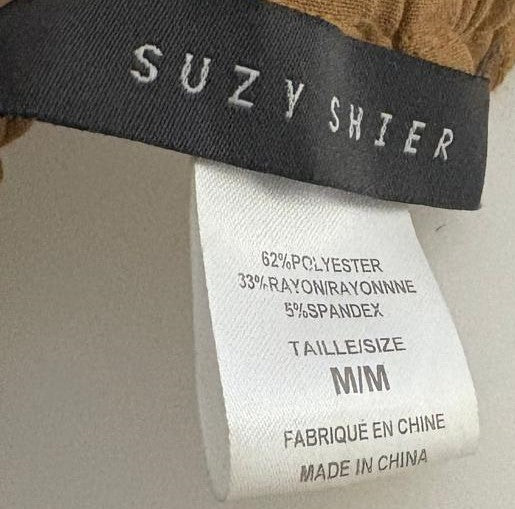 SUZY SHIER
62%POLYESTER
33%RAYON/RAYONNNE
5%SPANDEX
TAILLE/SIZE
M/M
FABRIQUÉ EN CHINE
MADE IN CHINA